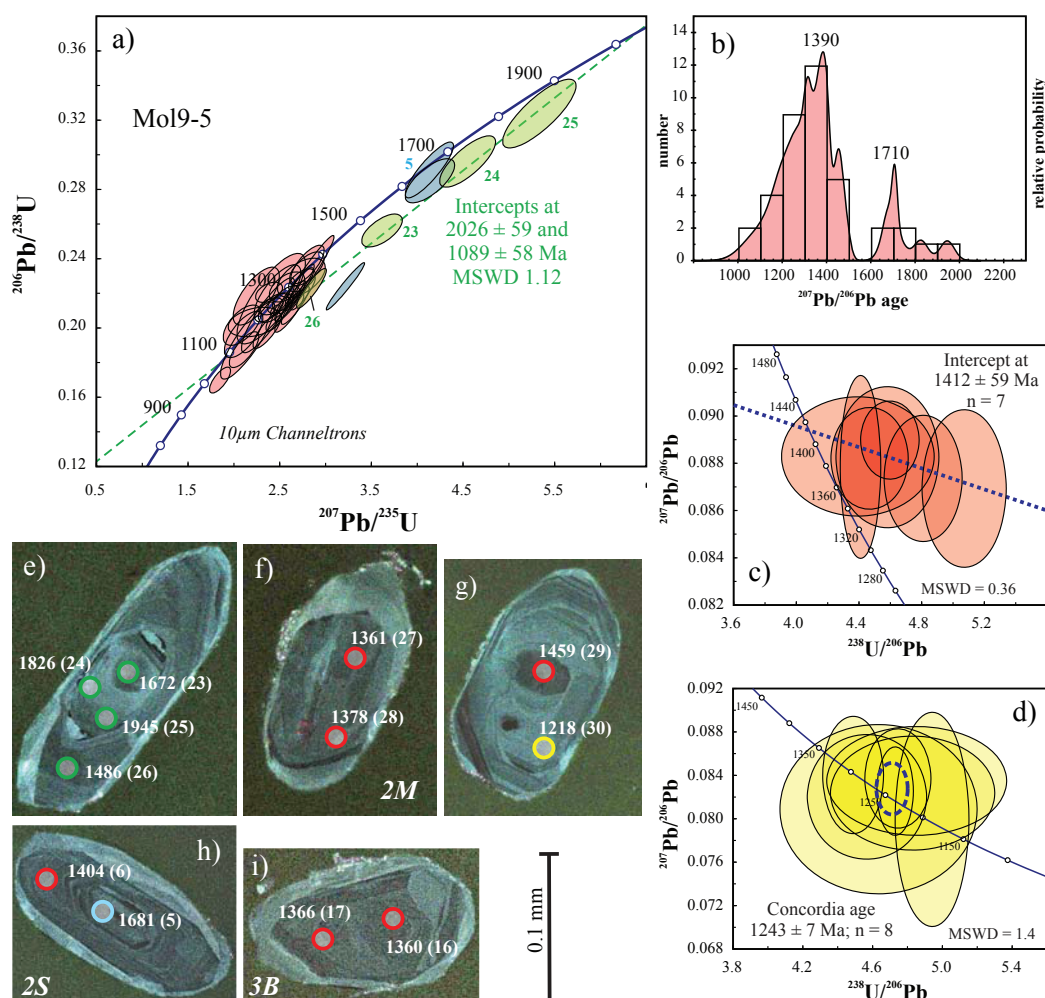 a)
Mol9-5
206Pb/238U
0.36
0.32
0.28
0.24
0.20
0.16
0.12
0.5
1.5
2.5
3.5
4.5
5.5
207Pb/235U
900
1100
1300
1500
1700
1900
5
23
24
25
26
Intercepts at
2026 ± 59 and
1089 ± 58 Ma
MSWD 1.12
10µm Channeltrons
b)
1390
1710
number
14
12
10
8
6
4
2
0
relative probability
1000
1400
1800
2200
207Pb/206Pb age
c)
Intercept at
1412 ± 59 Ma
n = 7
207Pb/206Pb
0.092
0.090
0.088
0.086
0.084
0.082
1480
1440
1400
1360
1320
1280
MSWD = 0.36
3.6
4.0
4.4
4.8
5.2
238U/206Pb
d)
207Pb/206Pb
0.092
0.088
0.084
0.080
0.076
0.072
0.068
1450
1350
1250
1150
Concordia age
1243 ± 7 Ma; n = 8
MSWD = 1.4
3.8
4.2
4.6
5.0
5.4
238U/206Pb
e)
1826 (24)
1672 (23)
1945 (25)
1486 (26)
f)
1361 (27)
1378 (28)
2M
g)
1459 (29)
1218 (30)
h)
1404 (6)
1681 (5)
2S
i)
1366 (17)
1360 (16)
3B
0.1 mm